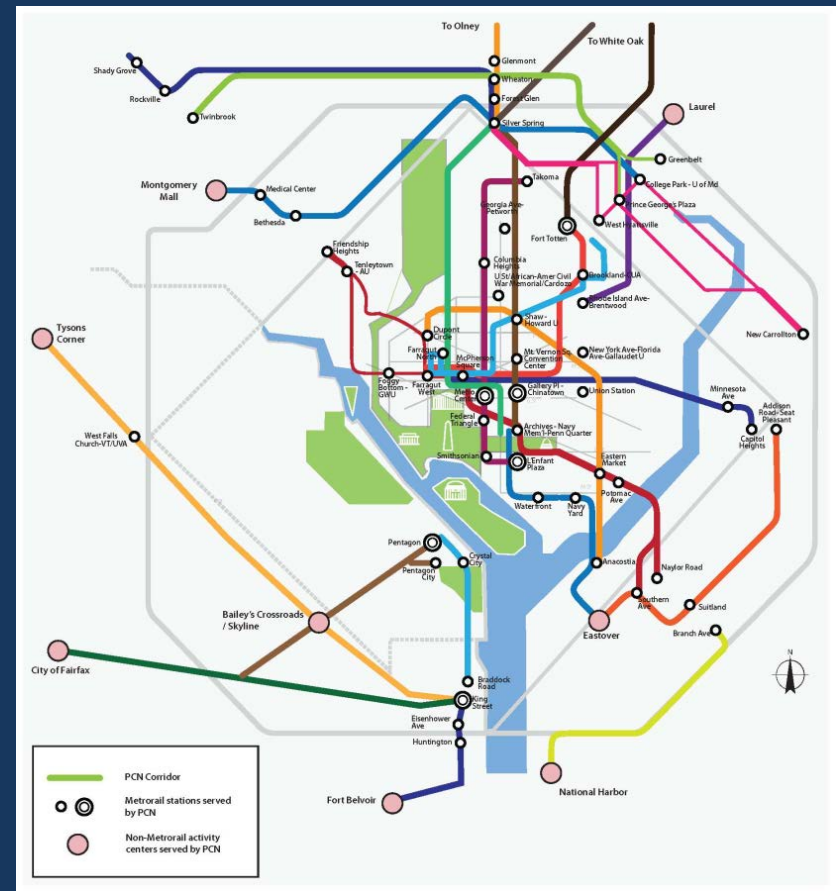 To Olney
To White Oak
Glenmont
Shady Grove
Wheaton
Rockville
Forest Glen
Laurel
Twinbrook
Silver Spring
Greenbelt
Takoma
College Park - U of Md
Montgomery
Mall
Medical Center
Georgia Ave-
Petworth
Prince George's Plaza
Bethesda
West Hyattsville
Fort Totten
Friendship
Heights
Columbia
Heights
Tenleytown
- AU
Brookland-CUA
U St/African-Amer Civil
War Memorial/Cardozo
Rhode Island Ave-
Brentwood
Shaw -
Howard U
Tysons
Corner
Dupont
Circle
New Carrollton
Farragut
North
McPherson
Square
Mt. Vernon Sq.
Convention
Center
New York Ave-Florida
Ave-Gallaudet U
Foggy
Bottom -
GWU
Farragut
West
Metro
Center
Gallery Pl -
Chinatown
Union Station
Minnesota
Ave
Addison
Road-Seat
Pleasant
Federal
Triangle
Archives - Navy
Mem'l-Penn Quarter
Capitol
Heights
West Falls
Church-VT/UVA
Smithsonian
L'Enfant
Plaza
Eastern
Market
Potomac
Ave
Waterfront
Navy
Yard
Pentagon
Crystal
City
Pentagon
City
Anacostia
Naylor Road
Southern
Ave
Suitland
Bailey's Crossroads
/ Skyline
Eastover
Branch Ave
City of Fairfax
N
Braddock
Road
King
Street
Eisenhower
Ave
Huntington
Fort Belvoir
National Harbor
PCN Corridor
Metrorail stations served
by PCN
Non-Metrorail activity
centers served by PCN